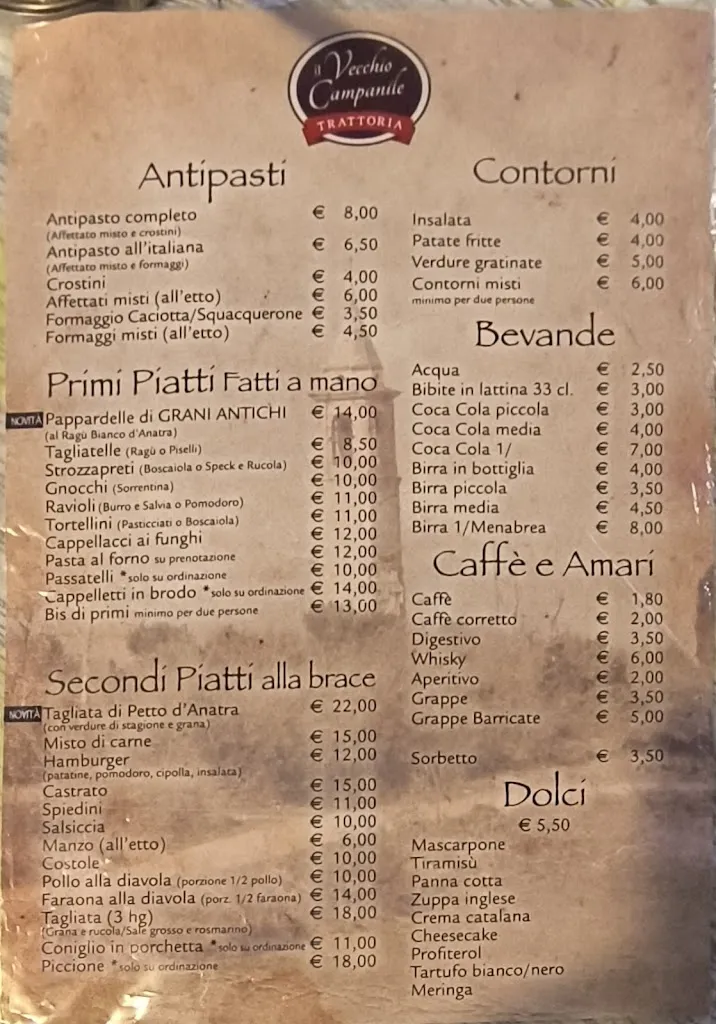 il Vecchio
Campanile
TRATTORIA
Antipasti
Antipasto completo € 8,00
(Affettato misto e crostini)
Antipasto all'italiana € 6,50
(Affettato misto e formaggi)
Crostini € 4,00
Affettati misti (all'etto) € 6,00
Formaggio Caciotta/Squacquerone € 3,50
Formaggi misti (all'etto) € 4,50
Primi Piatti Fatti a mano
NOVITÀ Pappardelle di GRANI ANTICHI € 14,00
(al Ragù Bianco d'Anatra)
Tagliatelle (Ragù o Piselli) € 8,50
Strozzapreti (Boscaiola o Speck e Rucola) € 10,00
Gnocchi (Sorrentina) € 10,00
Ravioli (Burro e Salvia o Pomodoro) € 11,00
Tortellini (Pasticciati o Boscaiola) € 11,00
Cappellacci ai funghi € 12,00
Pasta al forno su prenotazione € 12,00
Passatelli *solo su ordinazione € 10,00
Cappelletti in brodo *solo su ordinazione € 14,00
Bis di primi minimo per due persone € 13,00
Secondi Piatti alla brace
NOVITÀ Tagliata di Petto d'Anatra € 22,00
(con verdure di stagione e grana)
Misto di carne € 15,00
Hamburger € 12,00
(patatine, pomodoro, cipolla, insalata)
Castrato € 15,00
Spiedini € 11,00
Salsiccia € 10,00
Manzo (all'etto) € 6,00
Costole € 10,00
Pollo alla diavola (porzione 1/2 pollo) € 10,00
Faraona alla diavola (porz. 1/2 faraona) € 14,00
Tagliata (3 hg) € 18,00
(Grana e rucola/Sale grosso e rosmarino)
Coniglio in porchetta *solo su ordinazione € 11,00
Piccione *solo su ordinazione € 18,00
Contorni
Insalata € 4,00
Patate fritte € 4,00
Verdure gratinate € 5,00
Contorni misti € 6,00
minimo per due persone
Bevande
Acqua € 2,50
Bibite in lattina 33 cl. € 3,00
Coca Cola piccola € 3,00
Coca Cola media € 4,00
Coca Cola 1/ € 7,00
Birra in bottiglia € 4,00
Birra piccola € 3,50
Birra media € 4,50
Birra 1/Menabrea € 8,00
Caffè e Amari
Caffè € 1,80
Caffè corretto € 2,00
Digestivo € 3,50
Whisky € 6,00
Aperitivo € 2,00
Grappe € 3,50
Grappe Barricate € 5,00
Sorbetto € 3,50
Dolci
€ 5,50
Mascarpone
Tiramisù
Panna cotta
Zuppa inglese
Crema catalana
Cheesecake
Profiterol
Tartufo bianco/nero
Meringa